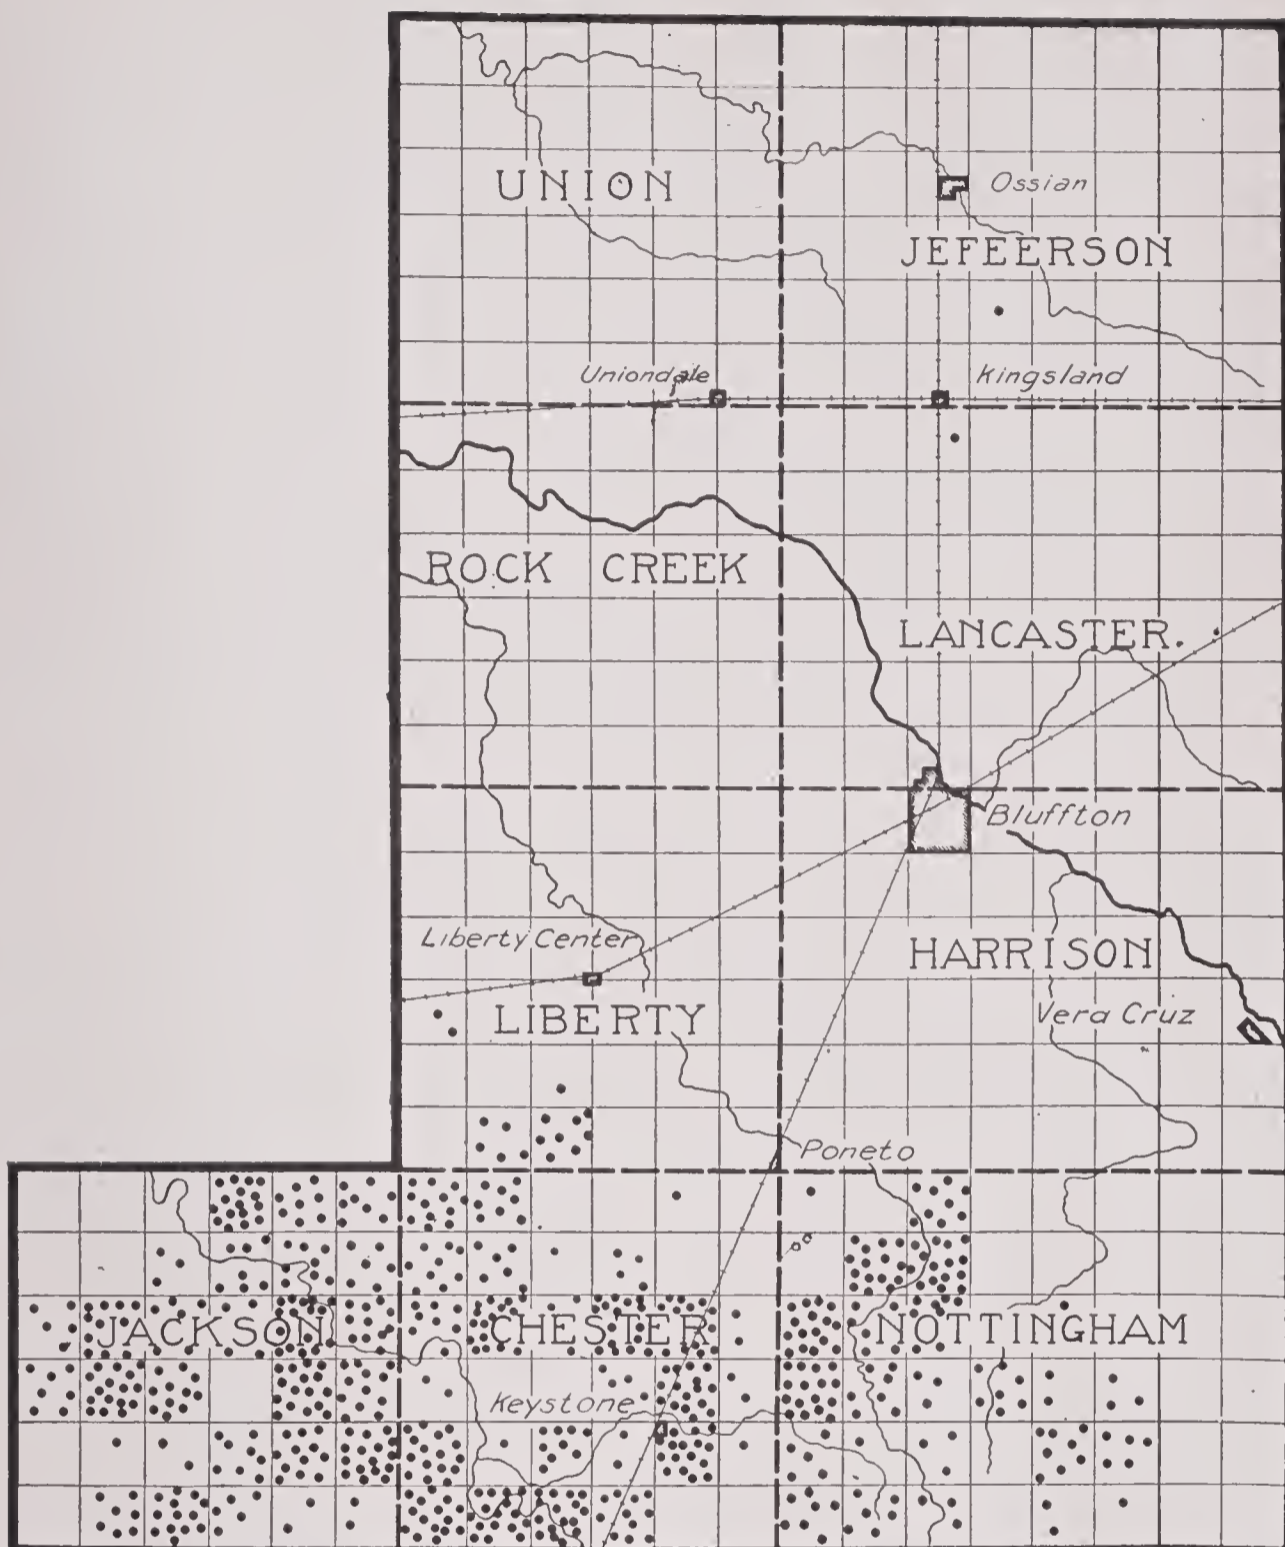 UNION
Ossian
JEFEERSON
Uniondale
Kingsland
ROCK CREEK
LANCASTER.
Bluffton
Liberty Center
HARRISON
LIBERTY
Vera Cruz
Poneto
JACKSON
CHESTER
NOTTINGHAM
Keystone